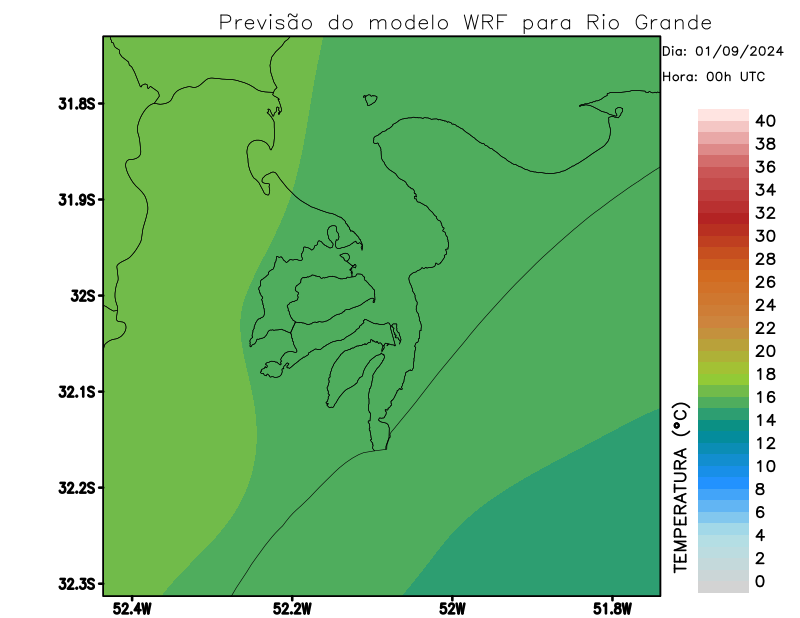 Previsão do modelo WRF para Rio Grande
Dia: 01/09/2024
Hora: 00h UTC
31.8S
31.9S
32S
32.1S
32.2S
32.3S
52.4W
52.2W
52W
51.8W
TEMPERATURA (°C)
40
38
36
34
32
30
28
26
24
22
20
18
16
14
12
10
8
6
4
2
0